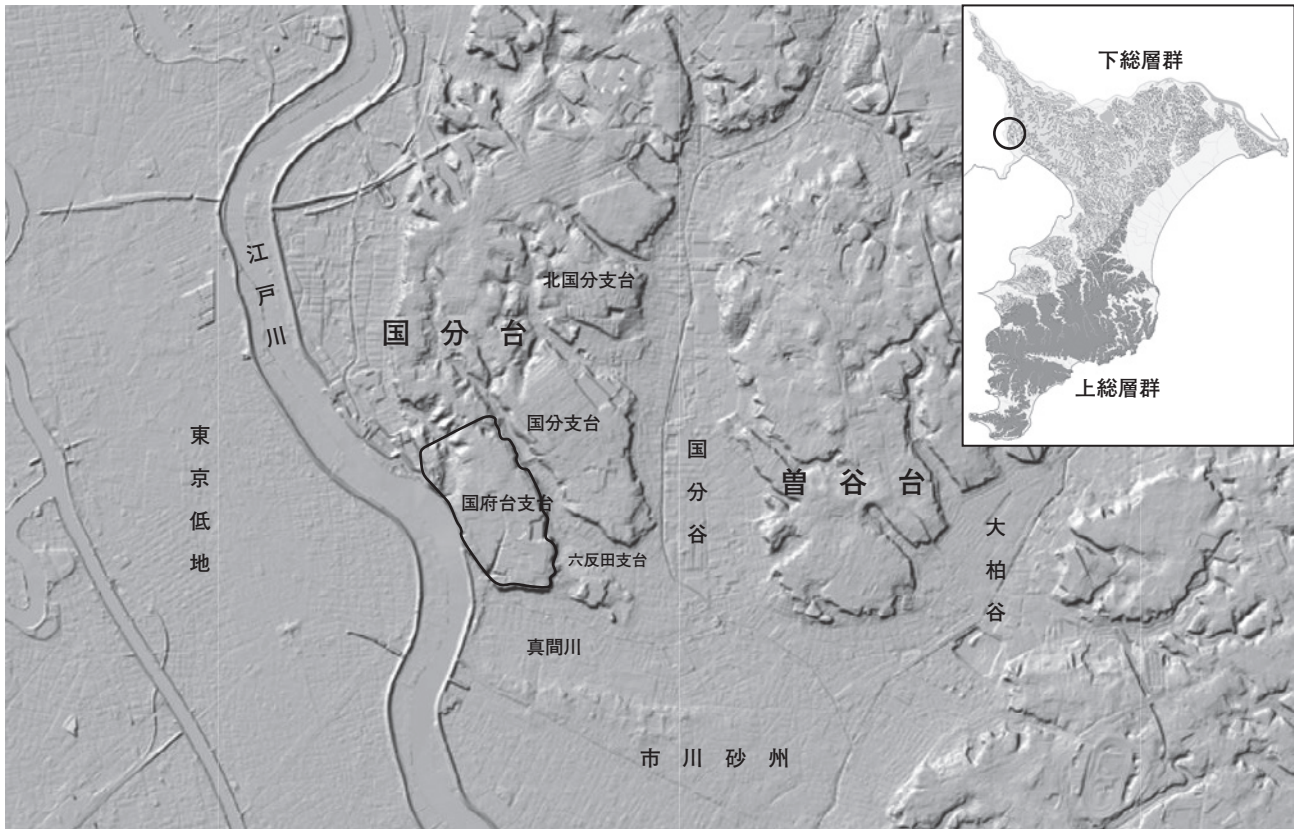 下総層群
上総層群
江戸川
北国分支台
国分台
国分支台
東京低地
国分谷
曽谷台
国府台支台
大柏谷
六反田支台
真間川
市川砂州